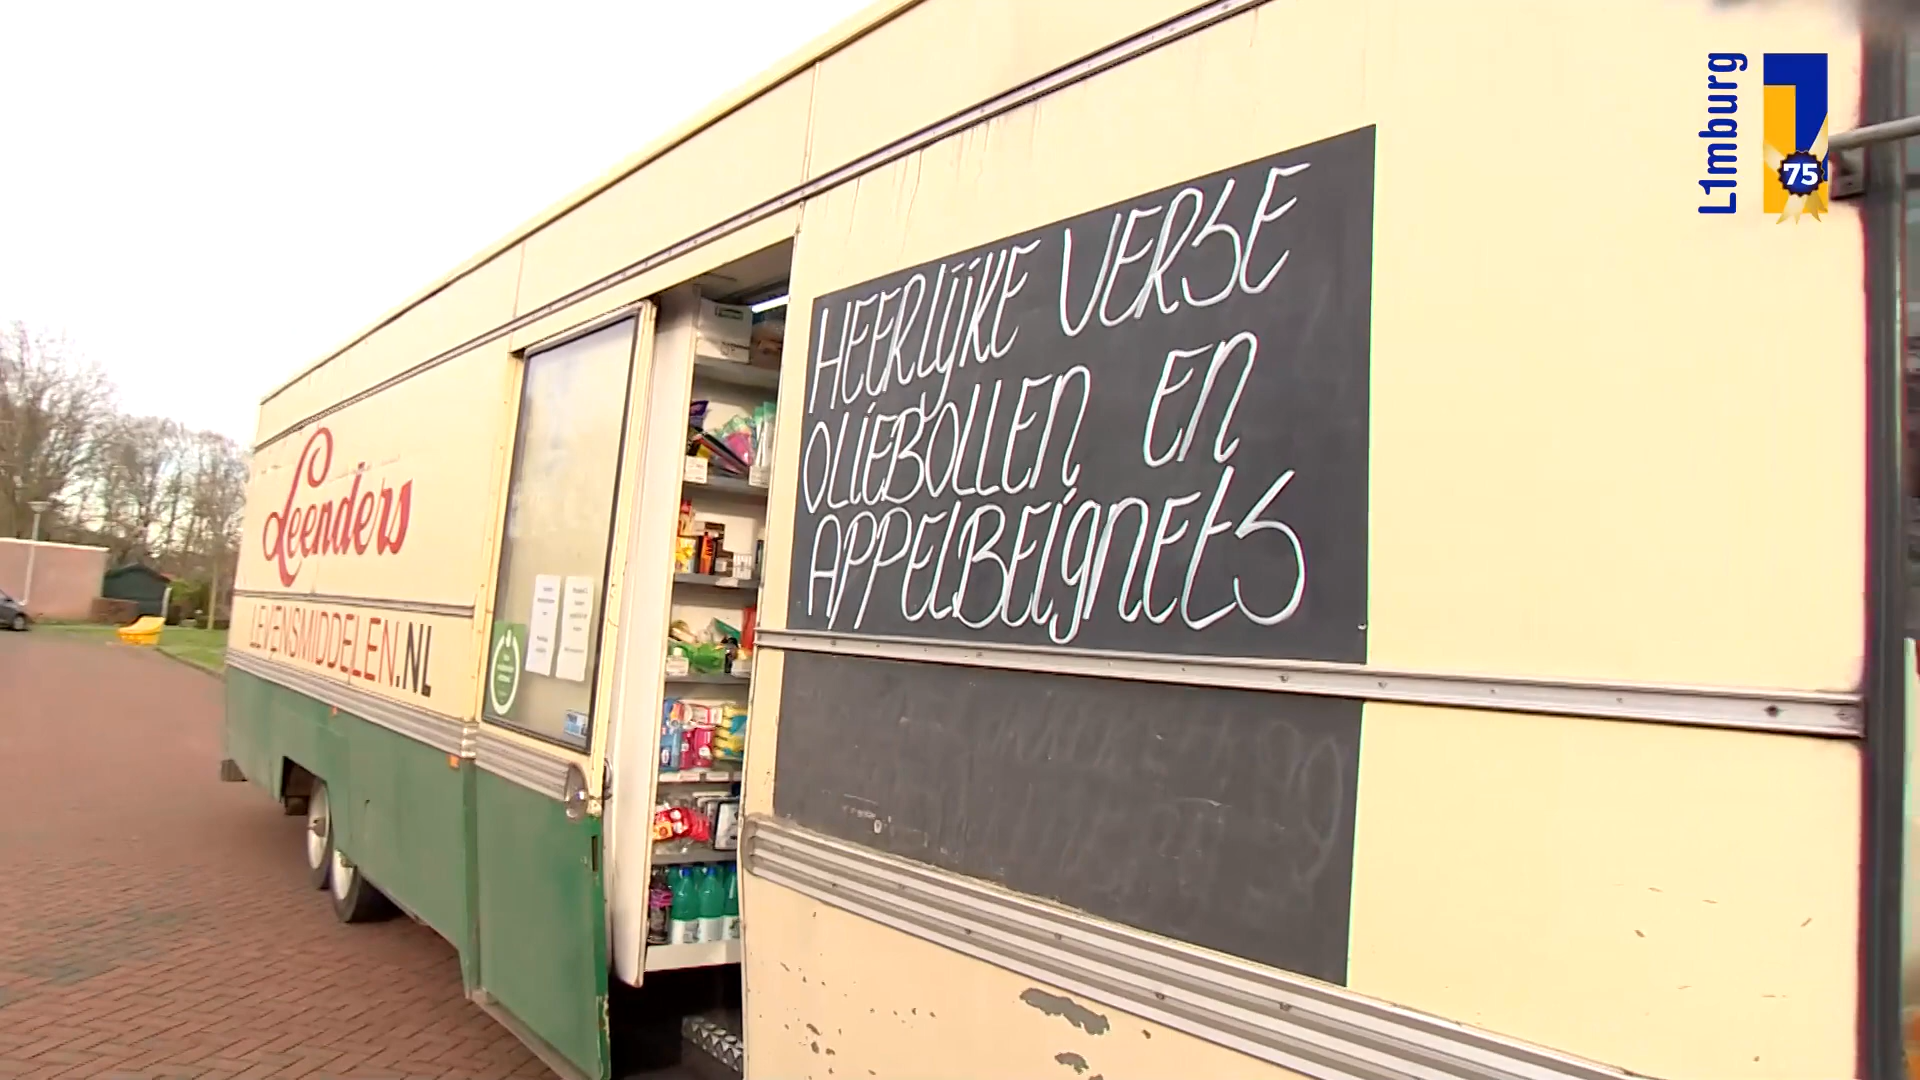 L1mburg
75
HEERLIJKE VERSE
OLIEBOLLEN EN
APPELBEIGNETS
Leenders
LEVENSMIDDELEN.NL